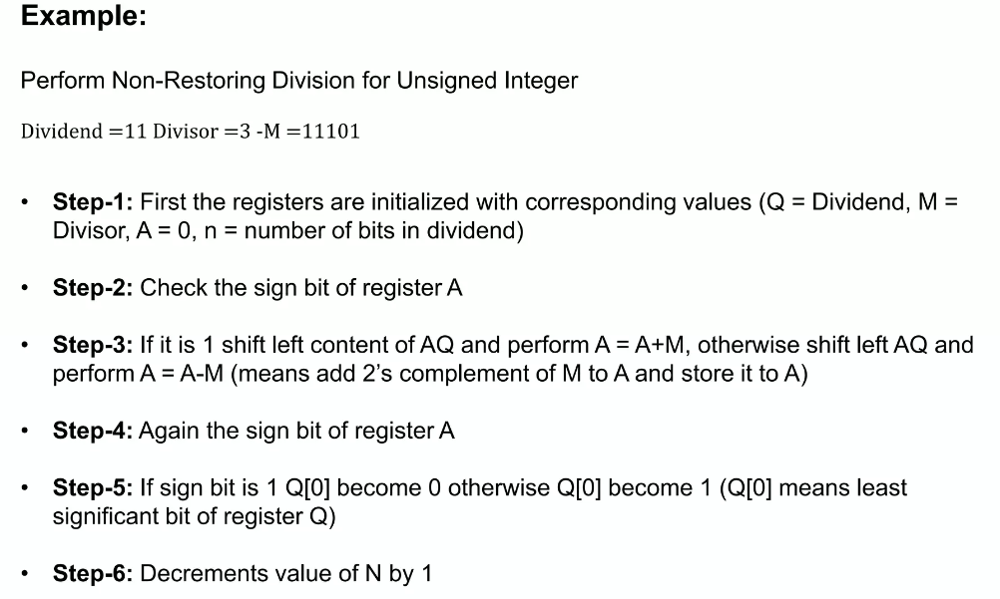 Example:
Perform Non-Restoring Division for Unsigned Integer
Dividend =11 Divisor =3 -M =11101
• Step-1: First the registers are initialized with corresponding values (Q = Dividend, M =
Divisor, A = 0, n = number of bits in dividend)
• Step-2: Check the sign bit of register A
• Step-3: If it is 1 shift left content of AQ and perform A = A+M, otherwise shift left AQ and
perform A = A-M (means add 2's complement of M to A and store it to A)
• Step-4: Again the sign bit of register A
• Step-5: If sign bit is 1 Q[0] become 0 otherwise Q[0] become 1 (Q[0] means least
significant bit of register Q)
• Step-6: Decrements value of N by 1